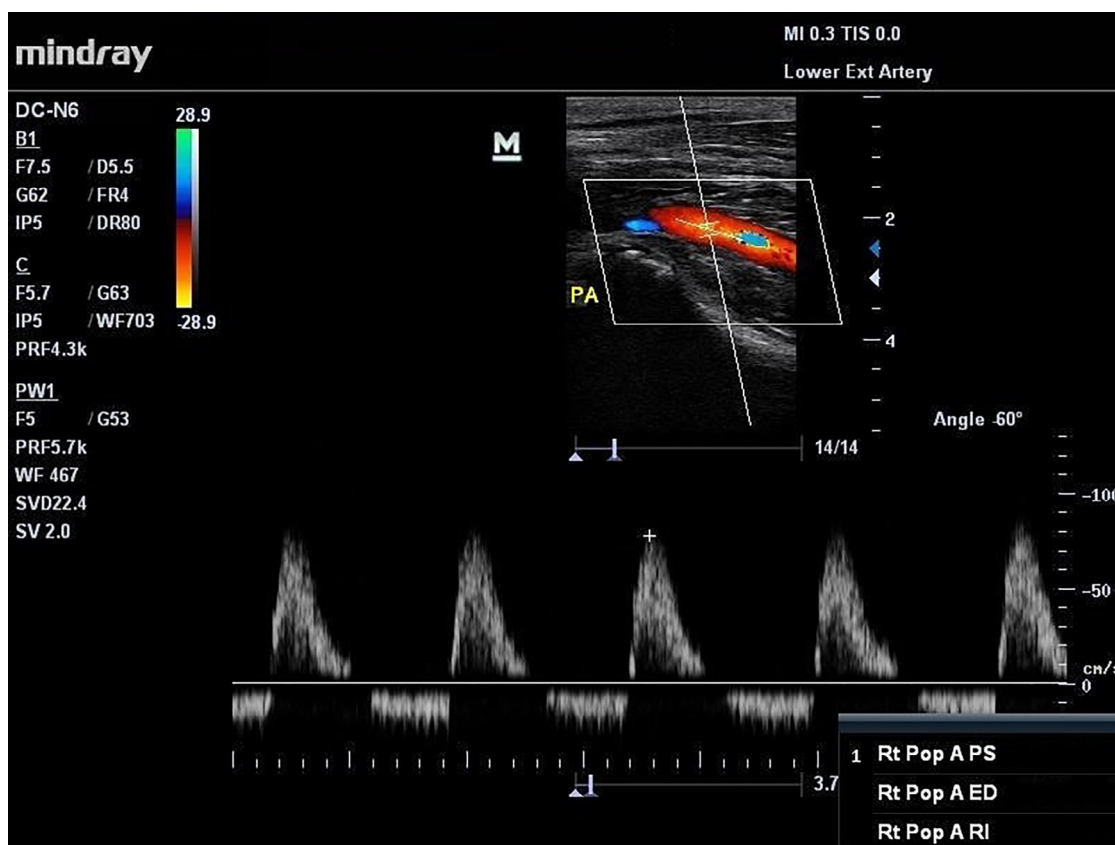 mindray
MI 0.3 TIS 0.0
Lower Ext Artery
DC-N6
B1
F7.5 / D5.5
G62 / FR4
IP5 / DR80
C
F5.7 / G63
IP5 / WF703
PRF4.3k
PW1
F5 / G53
PRF5.7k
WF 467
SVD22.4
SV 2.0
28.9
-28.9
M
PA
2
4
14/14
Angle -60°
-100
-50
cm/s
0
3.7
1 Rt Pop A PS
Rt Pop A ED
Rt Pop A RI